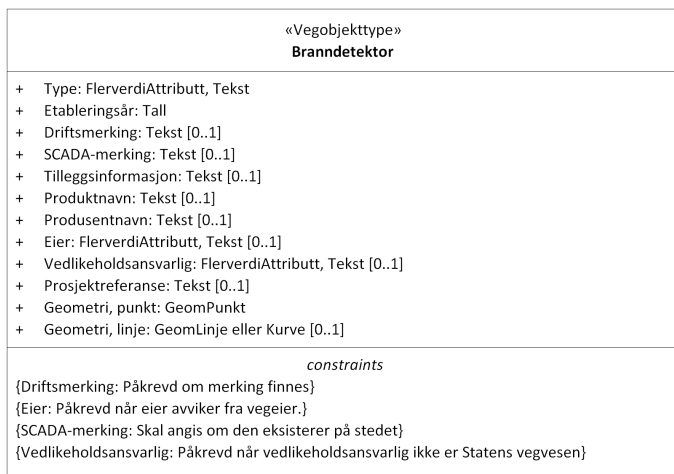 «Vegobjekttype»
Branndetektor
+ Type: FlerverdiAttributt, Tekst
+ Etableringsår: Tall
+ Driftsmerking: Tekst [0..1]
+ SCADA-merking: Tekst [0..1]
+ Tilleggsinformasjon: Tekst [0..1]
+ Produktnavn: Tekst [0..1]
+ Produsentnavn: Tekst [0..1]
+ Eier: FlerverdiAttributt, Tekst [0..1]
+ Vedlikeholdsansvarlig: FlerverdiAttributt, Tekst [0..1]
+ Prosjektreferanse: Tekst [0..1]
+ Geometri, punkt: GeomPunkt
+ Geometri, linje: GeomLinje eller Kurve [0..1]
constraints
{Driftsmerking: Påkrevd om merking finnes}
{Eier: Påkrevd når eier avviker fra vegeier.}
{SCADA-merking: Skal angis om den eksisterer på stedet}
{Vedlikeholdsansvarlig: Påkrevd når vedlikeholdsansvarlig ikke er Statens vegvesen}